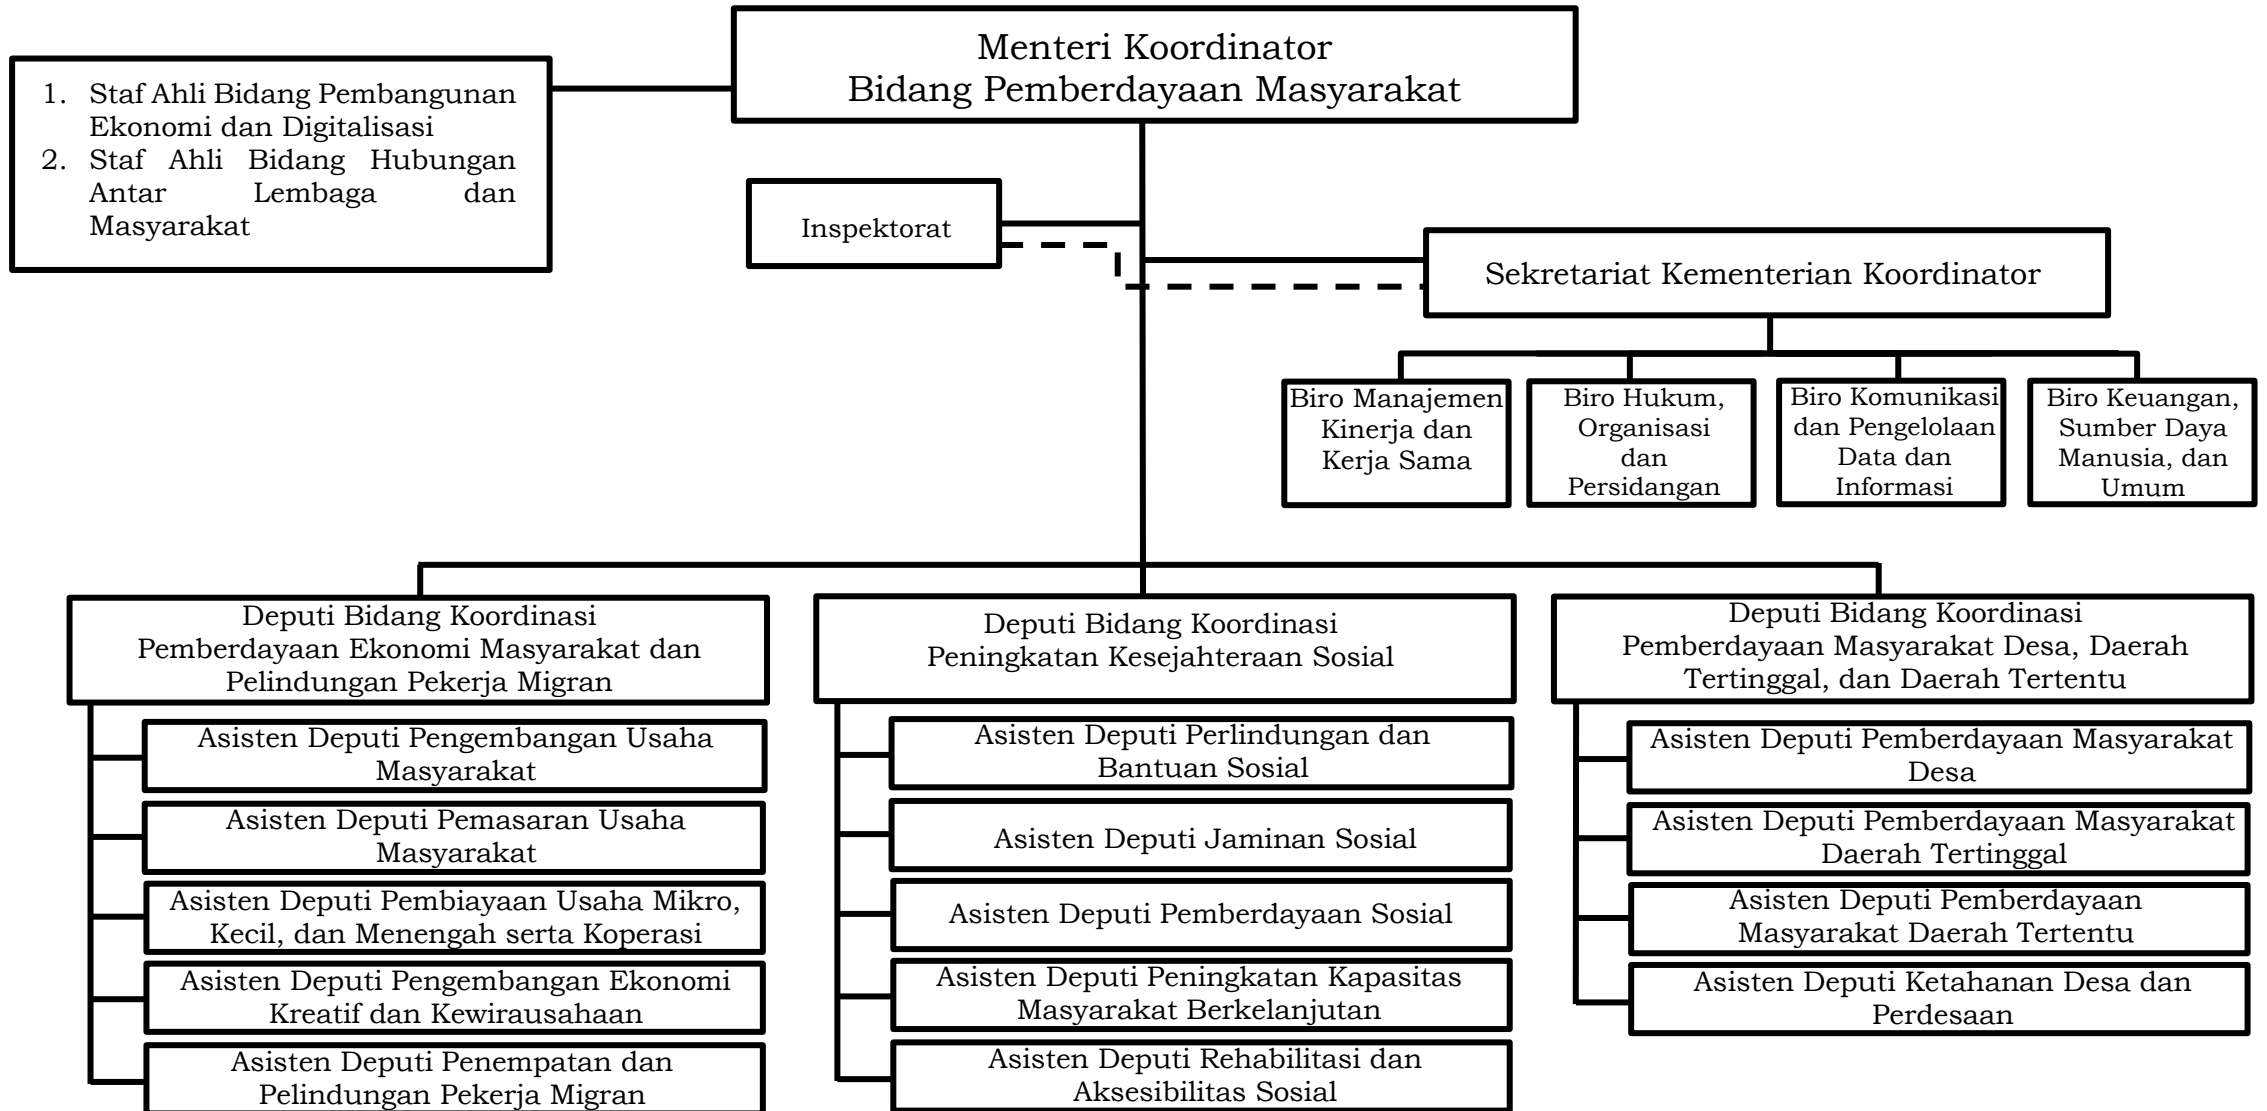 Menteri Koordinator
Bidang Pemberdayaan Masyarakat
1. Staf Ahli Bidang Pembangunan
Ekonomi dan Digitalisasi
2. Staf Ahli Bidang Hubungan
Antar Lembaga dan
Masyarakat
Inspektorat
Sekretariat Kementerian Koordinator
Biro Manajemen
Kinerja dan
Kerja Sama
Biro Hukum,
Organisasi
dan
Persidangan
Biro Komunikasi
dan Pengelolaan
Data dan
Informasi
Biro Keuangan,
Sumber Daya
Manusia, dan
Umum
Deputi Bidang Koordinasi
Pemberdayaan Ekonomi Masyarakat dan
Pelindungan Pekerja Migran
Asisten Deputi Pengembangan Usaha
Masyarakat
Asisten Deputi Pemasaran Usaha
Masyarakat
Asisten Deputi Pembiayaan Usaha Mikro,
Kecil, dan Menengah serta Koperasi
Asisten Deputi Pengembangan Ekonomi
Kreatif dan Kewirausahaan
Asisten Deputi Penempatan dan
Pelindungan Pekerja Migran
Deputi Bidang Koordinasi
Peningkatan Kesejahteraan Sosial
Asisten Deputi Perlindungan dan
Bantuan Sosial
Asisten Deputi Jaminan Sosial
Asisten Deputi Pemberdayaan Sosial
Asisten Deputi Peningkatan Kapasitas
Masyarakat Berkelanjutan
Asisten Deputi Rehabilitasi dan
Aksesibilitas Sosial
Deputi Bidang Koordinasi
Pemberdayaan Masyarakat Desa, Daerah
Tertinggal, dan Daerah Tertentu
Asisten Deputi Pemberdayaan Masyarakat
Desa
Asisten Deputi Pemberdayaan Masyarakat
Daerah Tertinggal
Asisten Deputi Pemberdayaan
Masyarakat Daerah Tertentu
Asisten Deputi Ketahanan Desa dan
Perdesaan